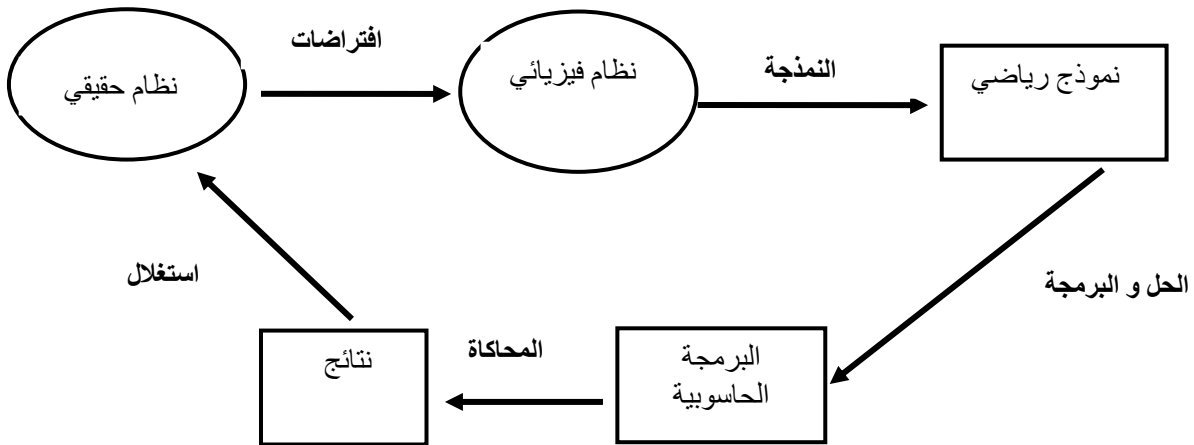 افتراضات
نظام حقيقي
نظام فيزيائي
النمذجة
نموذج رياضي
الحل و البرمجة
البرمجة
الحاسوبية
المحاكاة
نتائج
استغلال